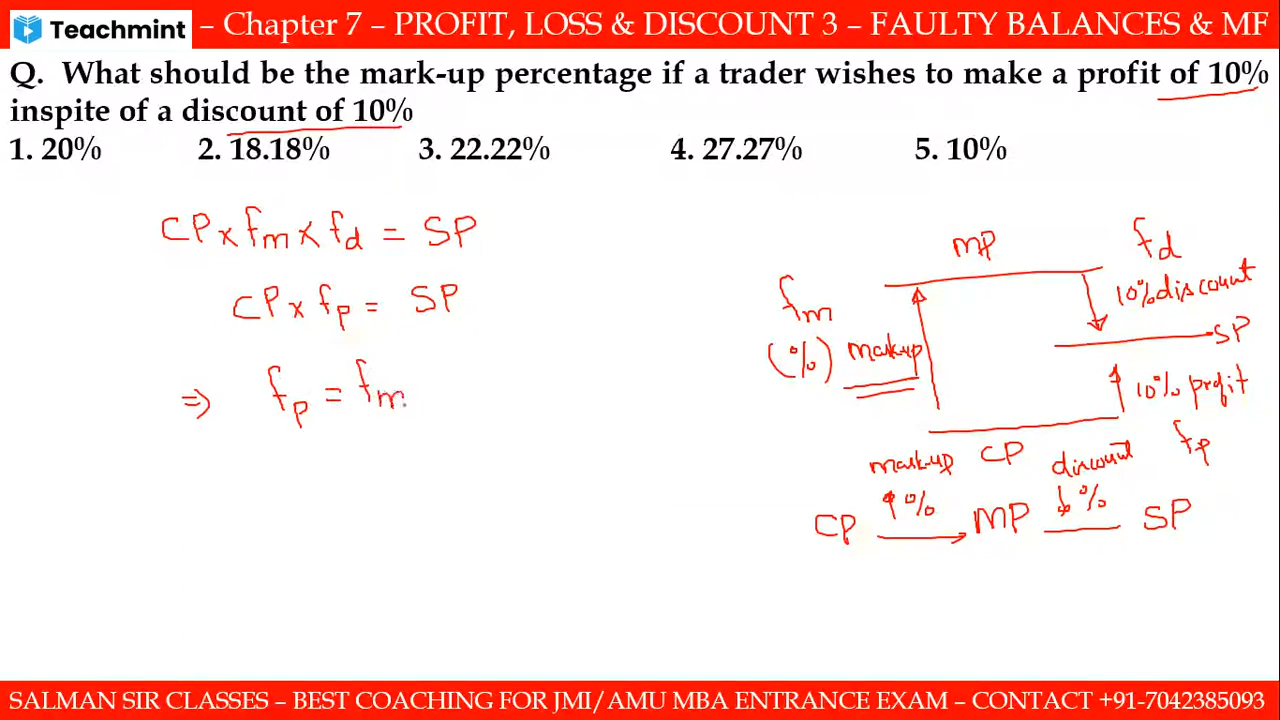 Teachmint – Chapter 7 – PROFIT, LOSS & DISCOUNT 3 – FAULTY BALANCES & MF
Q. What should be the mark-up percentage if a trader wishes to make a profit of 10%
inspite of a discount of 10%
1. 20% 2. 18.18% 3. 22.22% 4. 27.27% 5. 10%
CP x fm x fd = SP
CP x fp = SP
⇒ fp = fm
MP
fd
fm
10% discount
(%) markup
SP
10% profit
CP
fp
mark-up discount
↑% ↓%
CP → MP — SP
SALMAN SIR CLASSES – BEST COACHING FOR JMI/AMU MBA ENTRANCE EXAM – CONTACT +91-7042385093